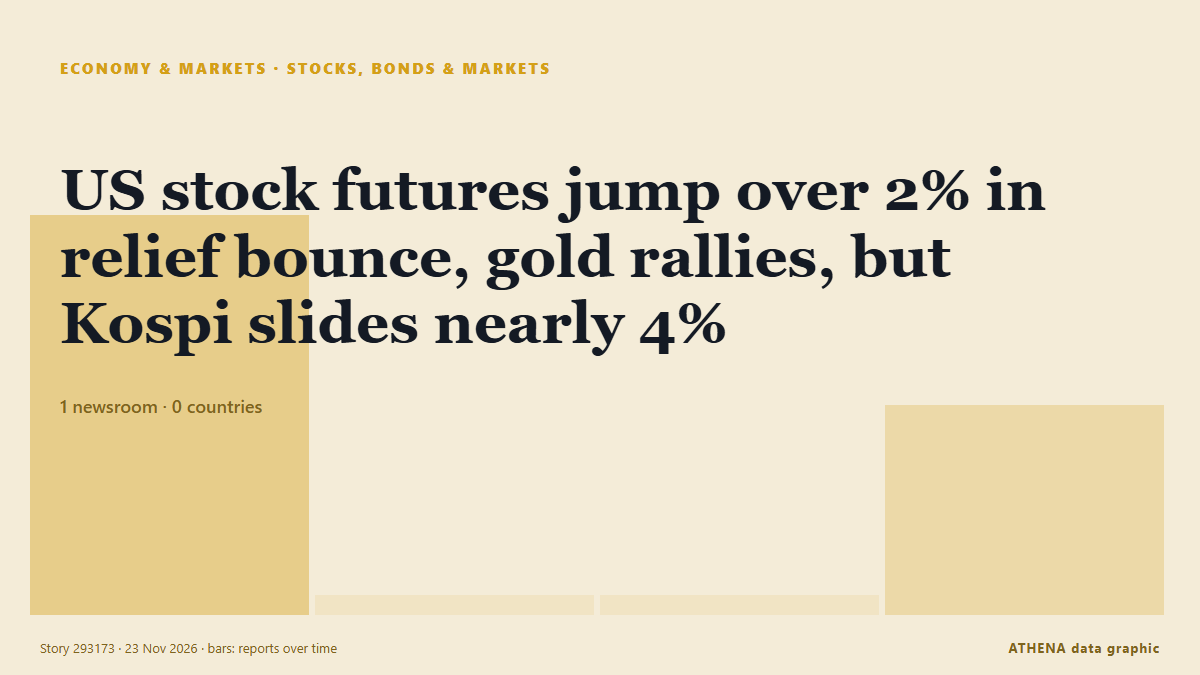 ECONOMY & MARKETS · STOCKS, BONDS & MARKETS
US stock futures jump over 2% in
relief bounce, gold rallies, but
Kospi slides nearly 4%
1 newsroom · 0 countries
Story 293173 · 23 Nov 2026 · bars: reports over time
ATHENA data graphic